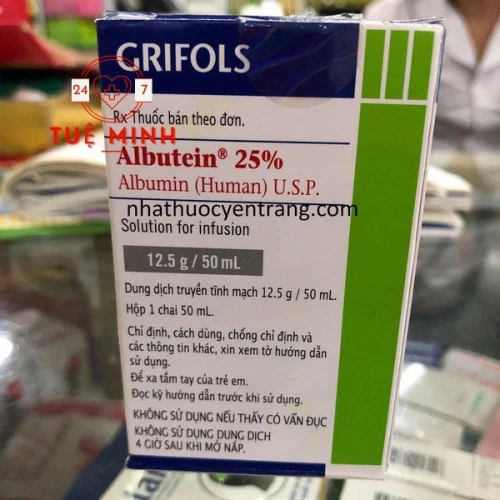 GRIFOLS
24
7
TUỆ MINH
Rx Thuốc bán theo đơn.
Albutein® 25%
Albumin (Human) U.S.P.
nhathuocyentrang.com
Solution for infusion
12.5 g / 50 mL
Dung dịch truyền tĩnh mạch 12.5 g / 50 mL.
Hộp 1 chai 50 mL.
Chỉ định, cách dùng, chống chỉ định và
các thông tin khác, xin xem tờ hướng dẫn
sử dụng.
Để xa tầm tay của trẻ em.
Đọc kỹ hướng dẫn trước khi sử dụng.
KHÔNG SỬ DỤNG NẾU THẤY CÓ VẨN ĐỤC
KHÔNG SỬ DỤNG DUNG DỊCH
4 GIỜ SAU KHI MỞ NẮP.